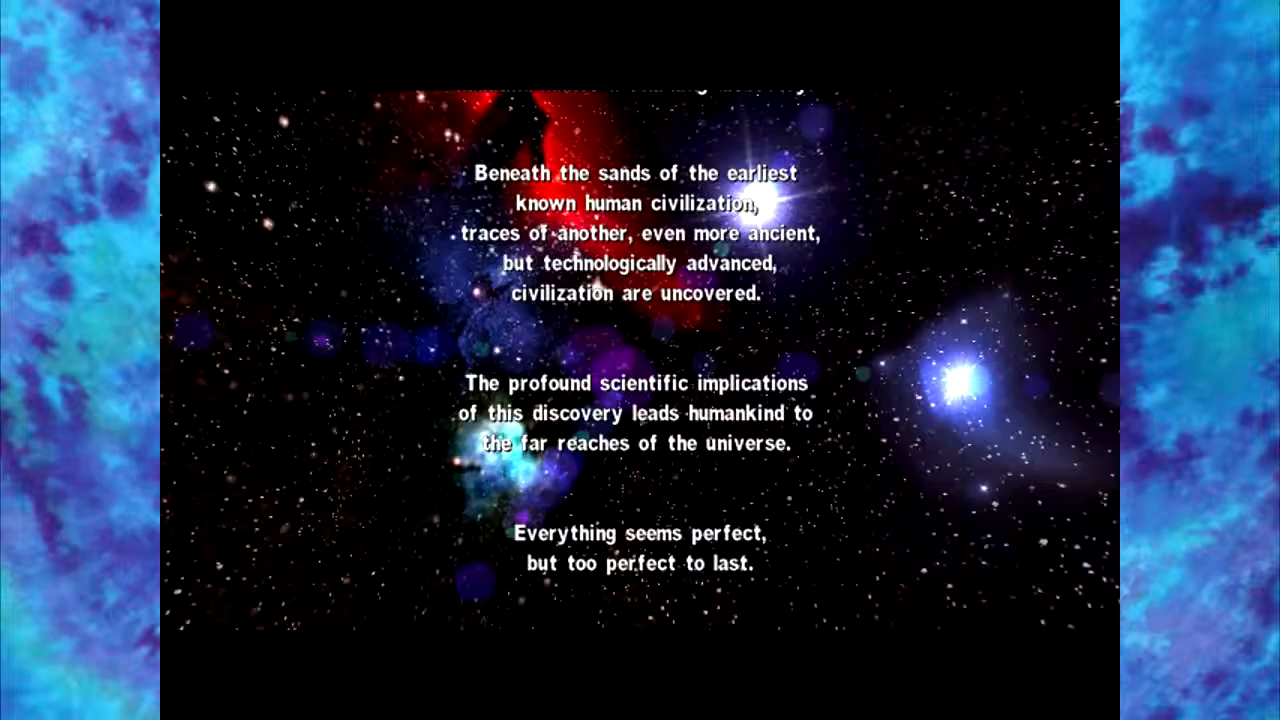 Beneath the sands of the earliest
known human civilization,
traces of another, even more ancient,
but technologically advanced,
civilization are uncovered.
The profound scientific implications
of this discovery leads humankind to
the far reaches of the universe.
Everything seems perfect,
but too perfect to last.